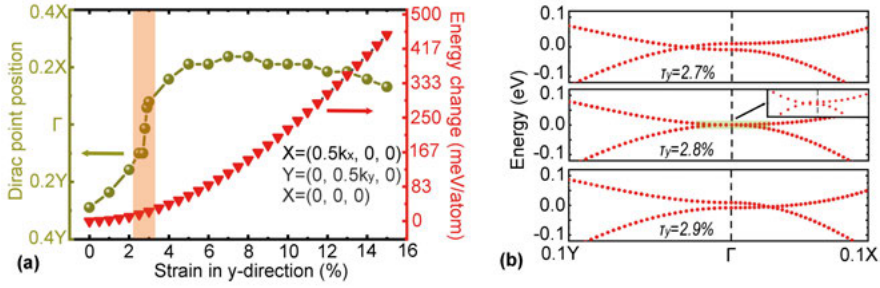 0.4X
0.2X
Γ
0.2Y
0.4Y
Dirac point position
500
417
333
250
167
83
0
Energy change (meV/atom)
X=(0.5kx, 0, 0)
Y=(0, 0.5ky, 0)
X=(0, 0, 0)
0 2 4 6 8 10 12 14 16
Strain in y-direction (%)
(a)
(b)
Energy (eV)
0.1
0.0
-0.1
τy=2.7%
0.1
0.0
-0.1
τy=2.8%
0.1
0.0
-0.1
τy=2.9%
0.1Y Γ 0.1X